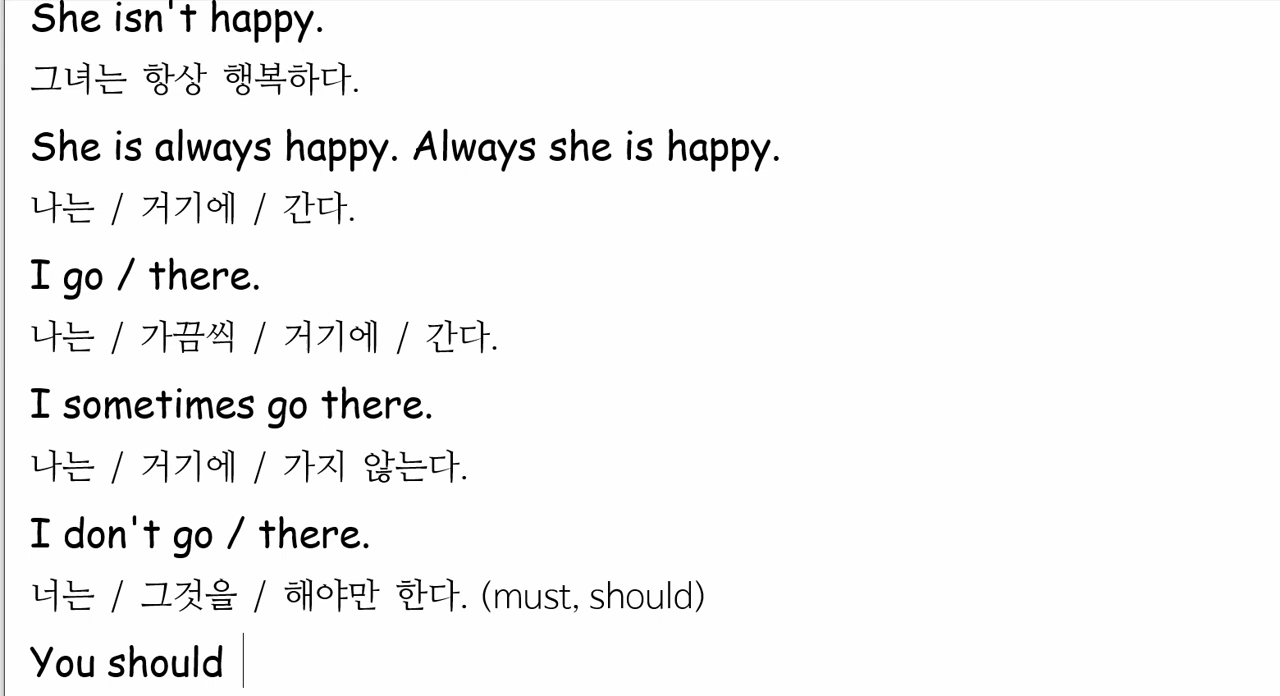 She isn't happy.
그녀는 항상 행복하다.
She is always happy. Always she is happy.
나는 / 거기에 / 간다.
I go / there.
나는 / 가끔씩 / 거기에 / 간다.
I sometimes go there.
나는 / 거기에 / 가지 않는다.
I don't go / there.
너는 / 그것을 / 해야만 한다. (must, should)
You should